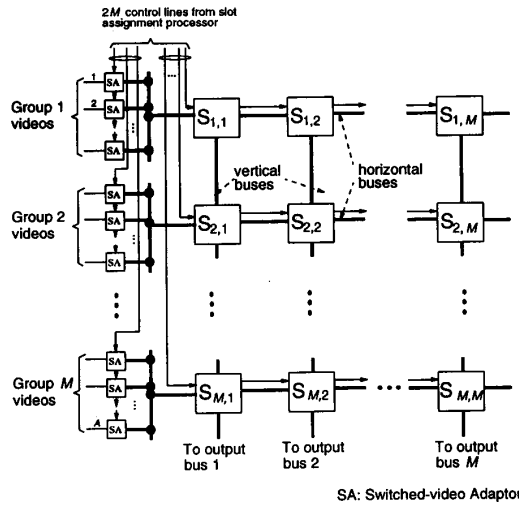 2M control lines from slot
assignment processor
1
SA
Group 1
videos
2
SA
SA
S1,1
S1,2
S1,M
vertical
buses
horizontal
buses
SA
Group 2
videos
SA
SA
S2,1
S2,2
S2,M
SA
Group M
videos
SA
A
SA
SM,1
SM,2
SM,M
To output
bus 1
To output
bus 2
To output
bus M
SA: Switched-video Adaptor